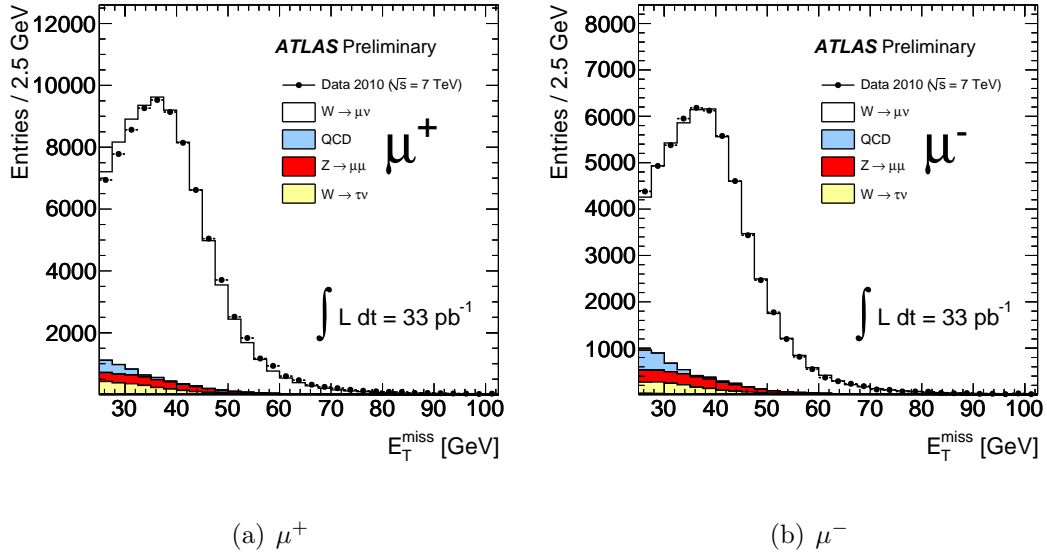 Entries / 2.5 GeV
12000
10000
8000
6000
4000
2000
ATLAS Preliminary
Data 2010 (√s = 7 TeV)
W → μν
QCD
Z → μμ
W → τν
μ⁺
∫ L dt = 33 pb⁻¹
30 40 50 60 70 80 90 100
E_T^miss [GeV]
(a) μ⁺
Entries / 2.5 GeV
8000
7000
6000
5000
4000
3000
2000
1000
ATLAS Preliminary
Data 2010 (√s = 7 TeV)
W → μν
QCD
Z → μμ
W → τν
μ⁻
∫ L dt = 33 pb⁻¹
30 40 50 60 70 80 90 100
E_T^miss [GeV]
(b) μ⁻